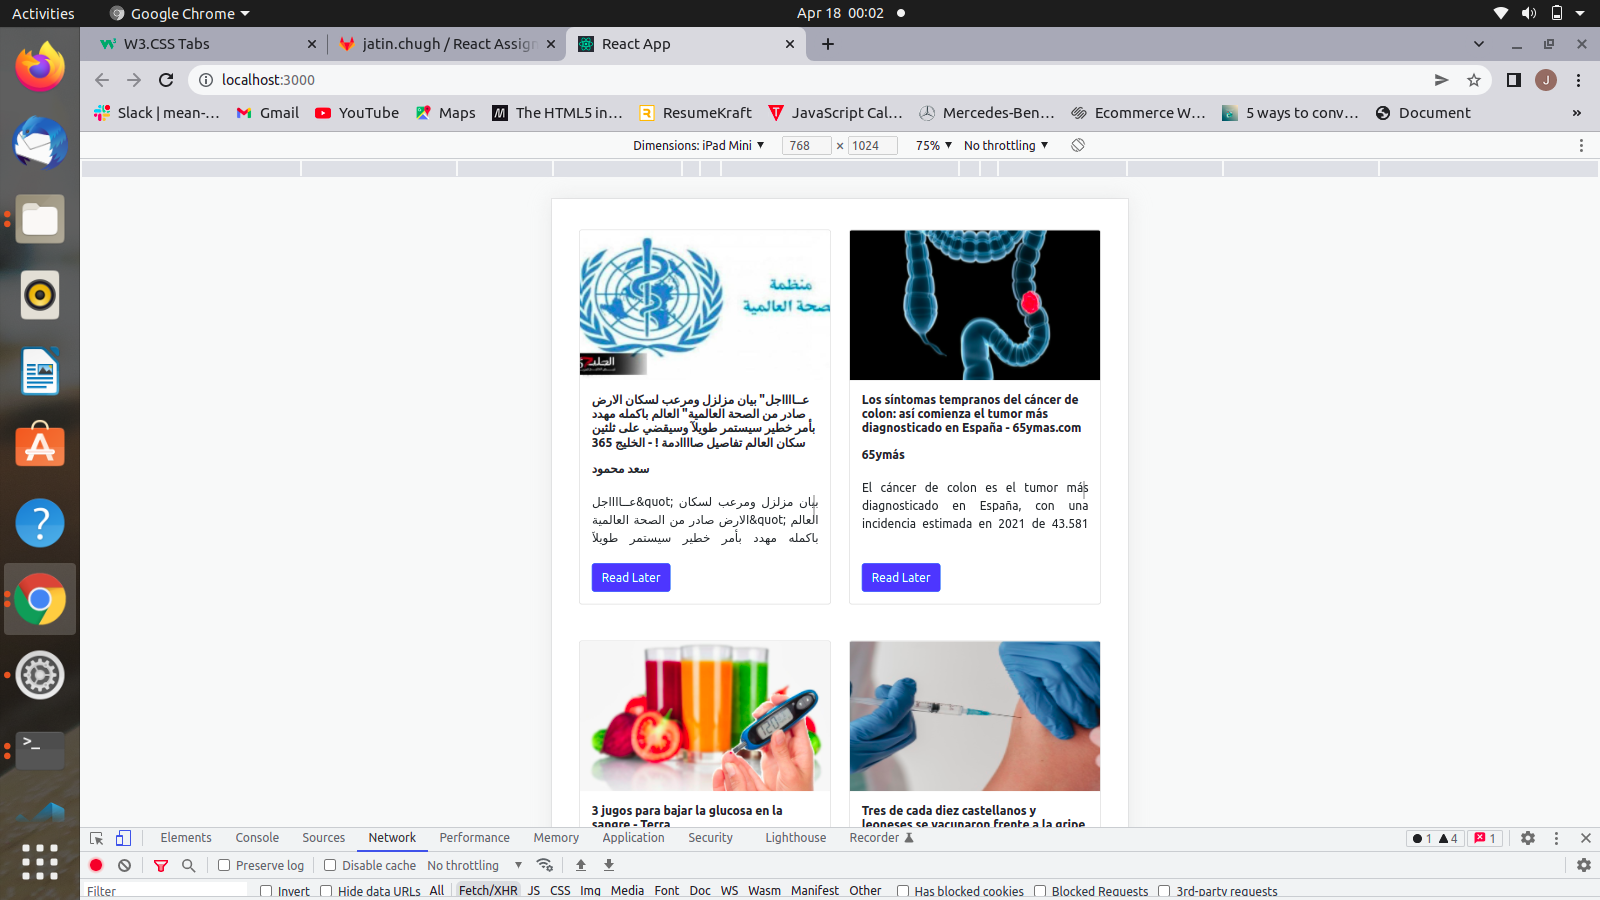 Activities
Google Chrome
Apr 18 00:02
W3.CSS Tabs
jatin.chugh / React Assign
React App
localhost:3000
J
Slack | mean-...
Gmail
YouTube
Maps
The HTML5 in...
ResumeKraft
JavaScript Cal...
Mercedes-Ben...
Ecommerce W...
5 ways to conv...
Document
»
Dimensions: iPad Mini
768 × 1024
75%
No throttling
منظمة
صحة العالمية
عــاااااجل" بيان مزلزل ومرعب لسكان الارض
صادر من الصحة العالمية" العالم باكمله مهدد
بأمر خطير سيستمر طويلآ وسيقضي على ثلثين
سكان العالم تفاصيل صااااادمة ! - الخليج 365
سعد محمود
عــاااااجل&quot; بيان مزلزل ومرعب لسكان
الارض صادر من الصحة العالمية&quot; العالم
باكمله مهدد بأمر خطير سيستمر طويلآ
Read Later
Los síntomas tempranos del cáncer de
colon: así comienza el tumor más
diagnosticado en España - 65ymas.com
65ymás
El cáncer de colon es el tumor más
diagnosticado en España, con una
incidencia estimada en 2021 de 43.581
Read Later
120
3 jugos para bajar la glucosa en la
sangre - Terra
Tres de cada diez castellanos y
leoneses se vacunaron frente a la gripe
Elements
Console
Sources
Network
Performance
Memory
Application
Security
Lighthouse
Recorder
1
4
1
Preserve log
Disable cache
No throttling
Filter
Invert
Hide data URLs
All
Fetch/XHR
JS
CSS
Img
Media
Font
Doc
WS
Wasm
Manifest
Other
Has blocked cookies
Blocked Requests
3rd-party requests